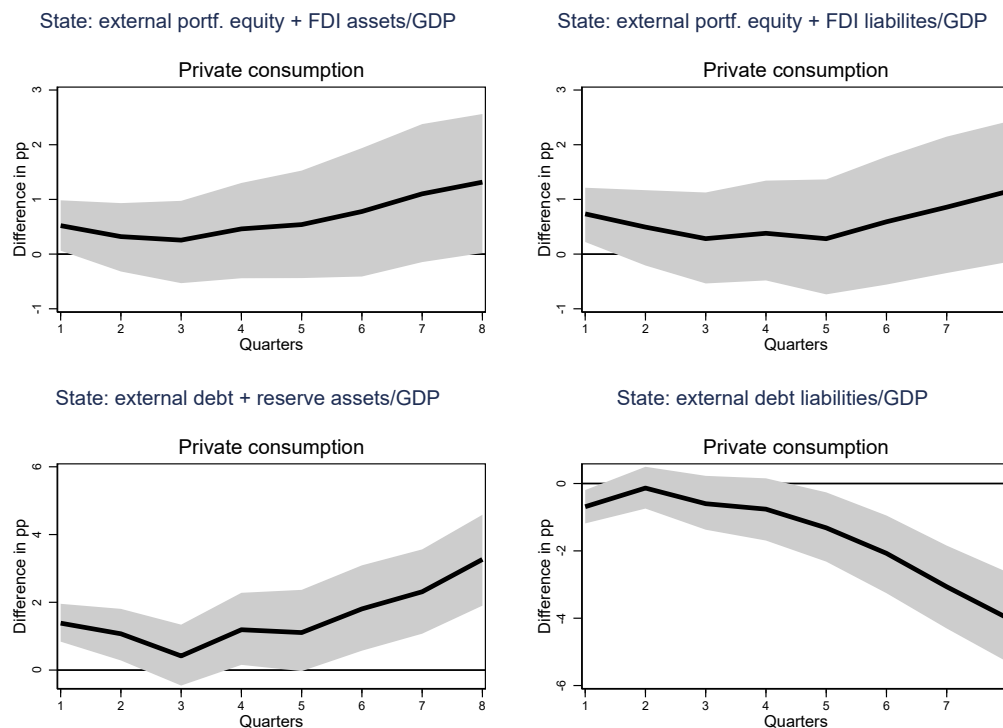 State: external portf. equity + FDI assets/GDP
Private consumption
Difference in pp
3
2
1
0
-1
1 2 3 4 5 6 7 8
Quarters
State: external portf. equity + FDI liabilites/GDP
Private consumption
Difference in pp
3
2
1
0
-1
1 2 3 4 5 6 7
Quarters
State: external debt + reserve assets/GDP
Private consumption
Difference in pp
6
4
2
0
1 2 3 4 5 6 7 8
Quarters
State: external debt liabilities/GDP
Private consumption
Difference in pp
0
-2
-4
-6
1 2 3 4 5 6 7
Quarters